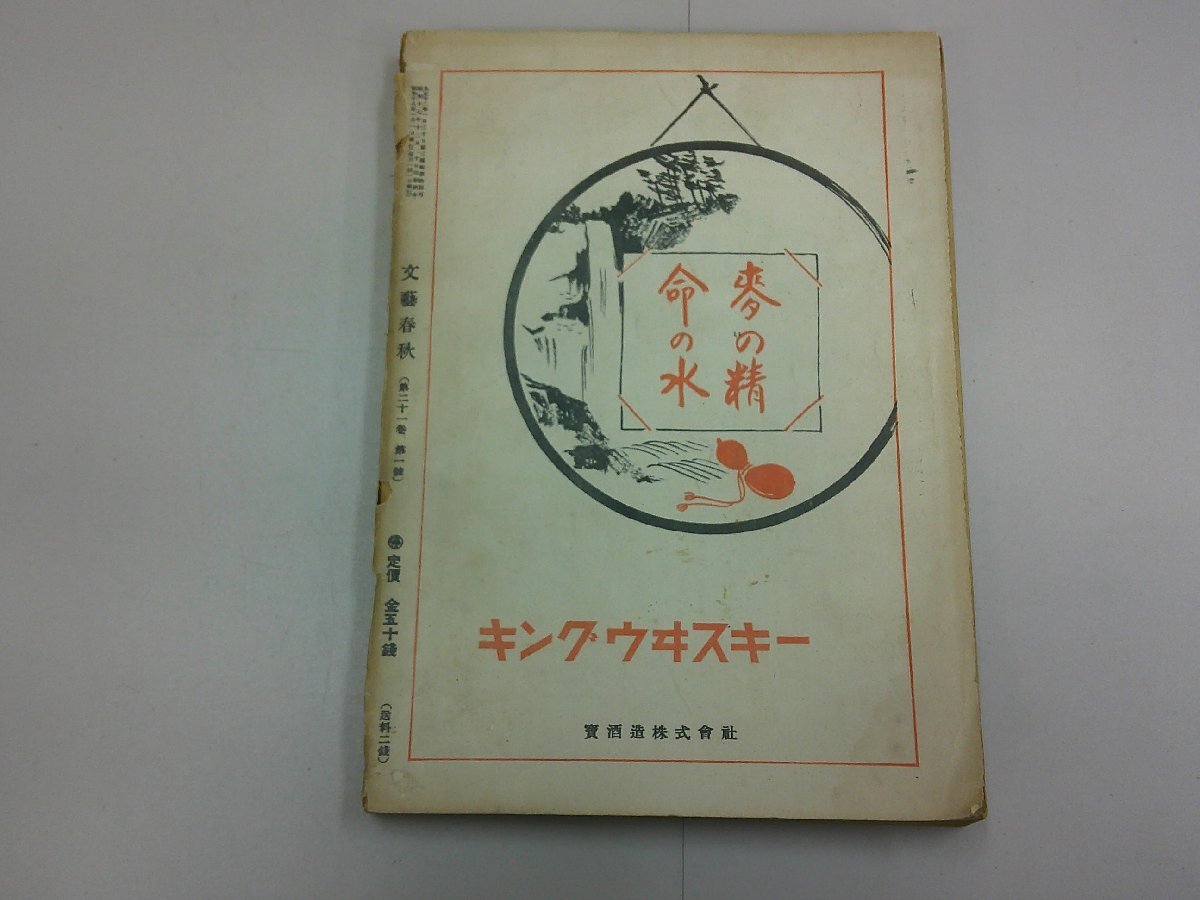 麥の精
命の水
キングウヰスキー
寶酒造株式會社
文藝春秋
（第二十一卷 第一號）
定價 金五十錢
（送料二錢）